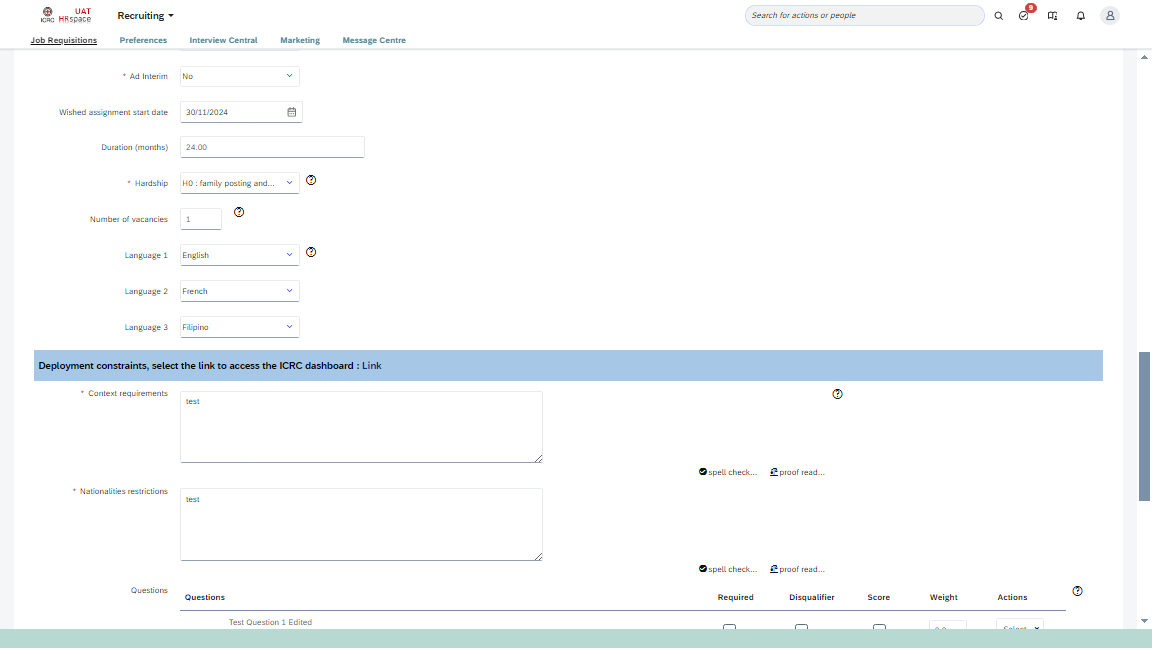 ICRC
UAT
HRspace
Recruiting
Search for actions or people
9
Job Requisitions
Preferences
Interview Central
Marketing
Message Centre
* Ad Interim
No
Wished assignment start date
30/11/2024
Duration (months)
24.00
* Hardship
H0 : family posting and...
Number of vacancies
1
Language 1
English
Language 2
French
Language 3
Filipino
Deployment constraints, select the link to access the ICRC dashboard : Link
* Context requirements
test
spell check... proof read...
* Nationalities restrictions
test
spell check... proof read...
Questions
Questions Required Disqualifier Score Weight Actions
Test Question 1 Edited
Select